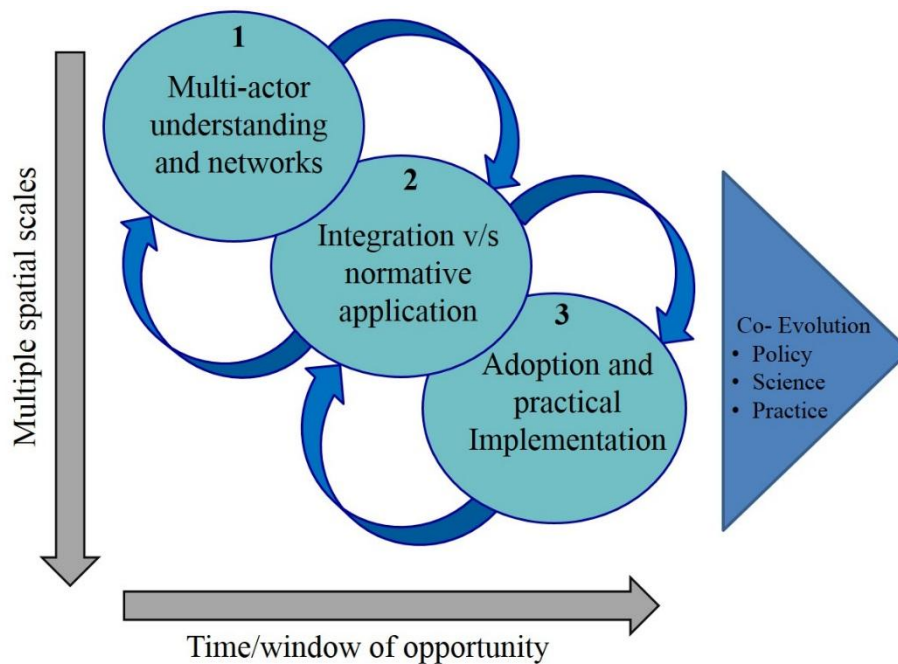 1
Multi-actor
understanding
and networks
2
Integration v/s
normative
application
3
Adoption and
practical
Implementation
Co- Evolution
• Policy
• Science
• Practice
Multiple spatial scales
Time/window of opportunity